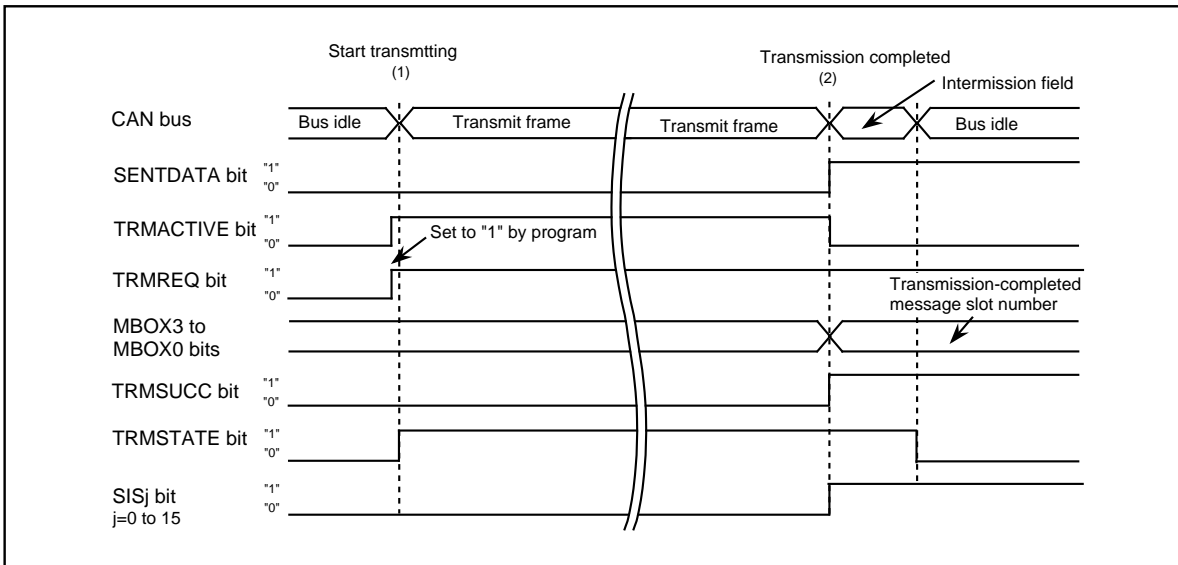 Start transmtting
(1)
Transmission completed
(2)
Intermission field
CAN bus
Bus idle
Transmit frame
Transmit frame
Bus idle
SENTDATA bit
"1"
"0"
TRMACTIVE bit
"1"
"0"
Set to "1" by program
TRMREQ bit
"1"
"0"
Transmission-completed
message slot number
MBOX3 to
MBOX0 bits
TRMSUCC bit
"1"
"0"
TRMSTATE bit
"1"
"0"
SISj bit
j=0 to 15
"1"
"0"